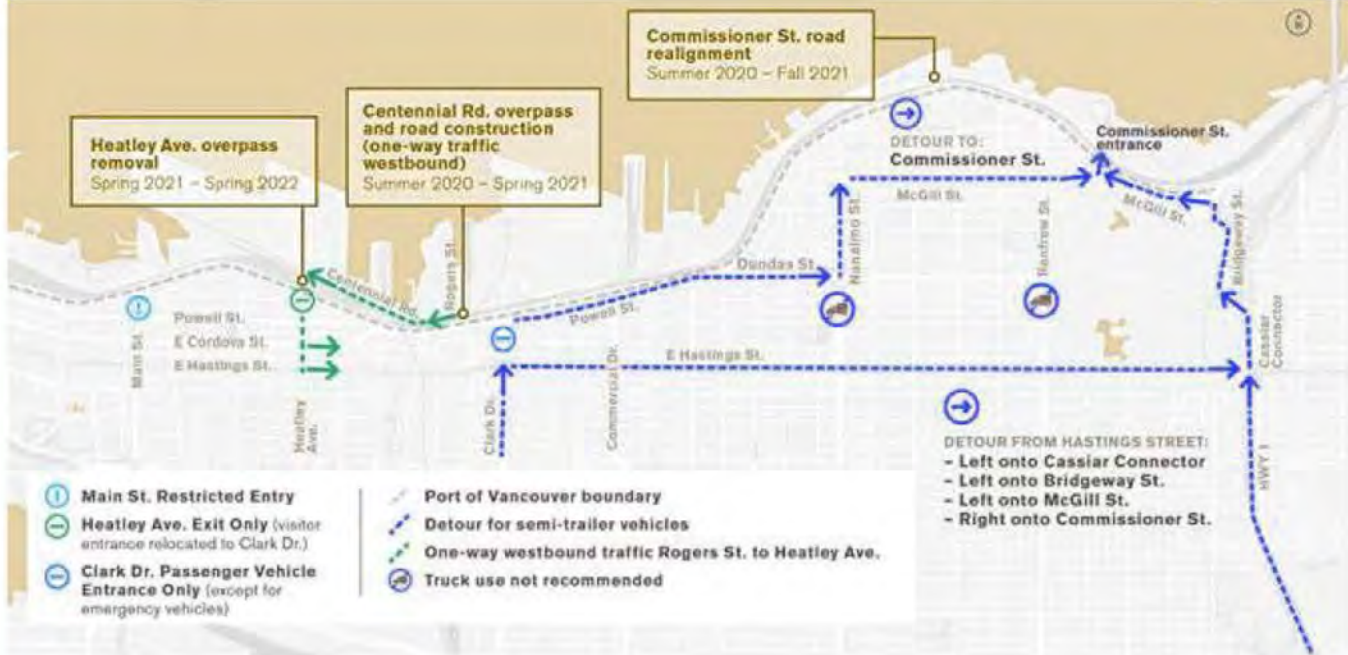 Commissioner St. road
realignment
Summer 2020 – Fall 2021
Centennial Rd. overpass
and road construction
(one-way traffic
westbound)
Summer 2020 – Spring 2021
Heatley Ave. overpass
removal
Spring 2021 – Spring 2022
DETOUR TO:
Commissioner St.
Commissioner St.
entrance
McGill St.
McGill St.
Bridgeway St.
Nanaimo St.
Renfrew St.
Dundas St.
Rogers St.
Centennial Rd.
Powell St.
Powell St.
E Cordova St.
E Hastings St.
Main St.
E Hastings St.
Cassiar
Connector
Heatley
Ave.
Clark Dr.
Commercial Dr.
HWY 1
DETOUR FROM HASTINGS STREET:
– Left onto Cassiar Connector
– Left onto Bridgeway St.
– Left onto McGill St.
– Right onto Commissioner St.
Main St. Restricted Entry
Heatley Ave. Exit Only (visitor
entrance relocated to Clark Dr.)
Clark Dr. Passenger Vehicle
Entrance Only (except for
emergency vehicles)
Port of Vancouver boundary
Detour for semi-trailer vehicles
One-way westbound traffic Rogers St. to Heatley Ave.
Truck use not recommended